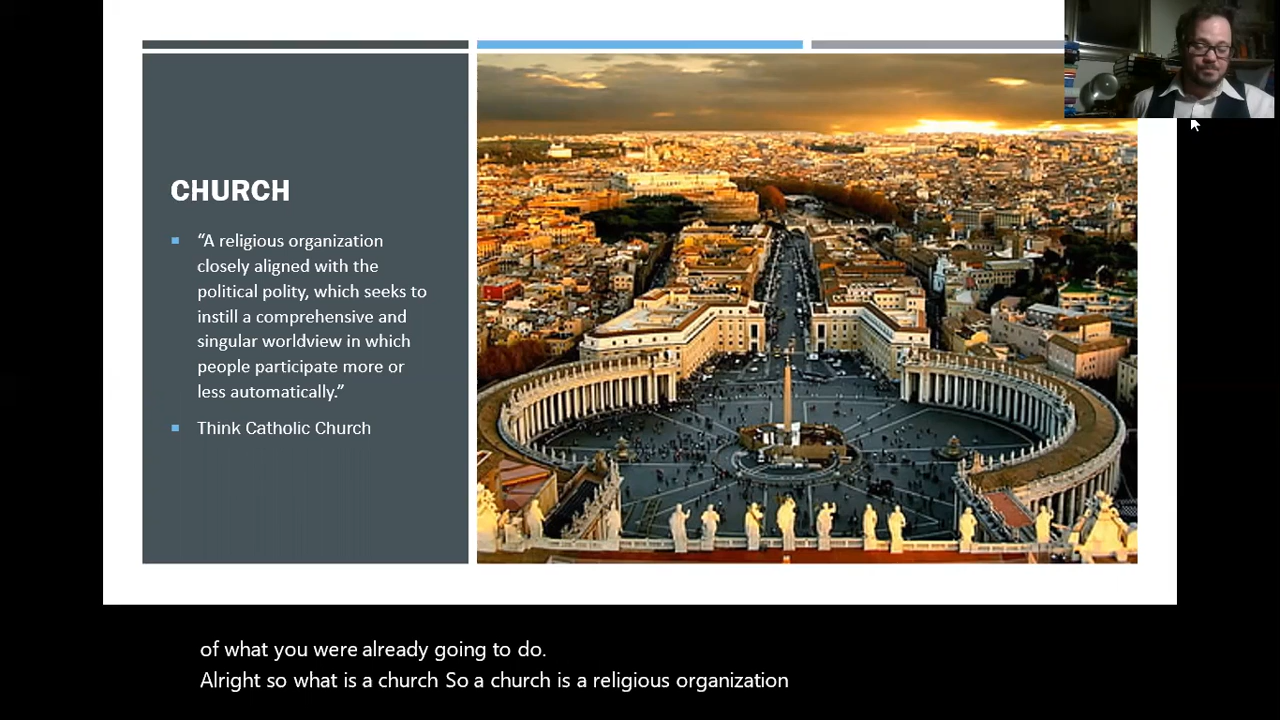 CHURCH
“A religious organization
closely aligned with the
political polity, which seeks to
instill a comprehensive and
singular worldview in which
people participate more or
less automatically.”
Think Catholic Church
of what you were already going to do.
Alright so what is a church So a church is a religious organization